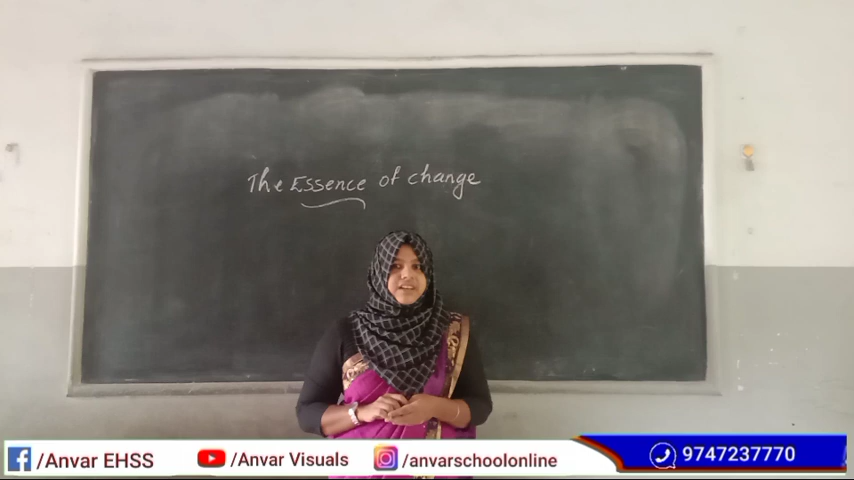 The Essence of change
/Anvar EHSS /Anvar Visuals /anvarschoolonline 9747237770